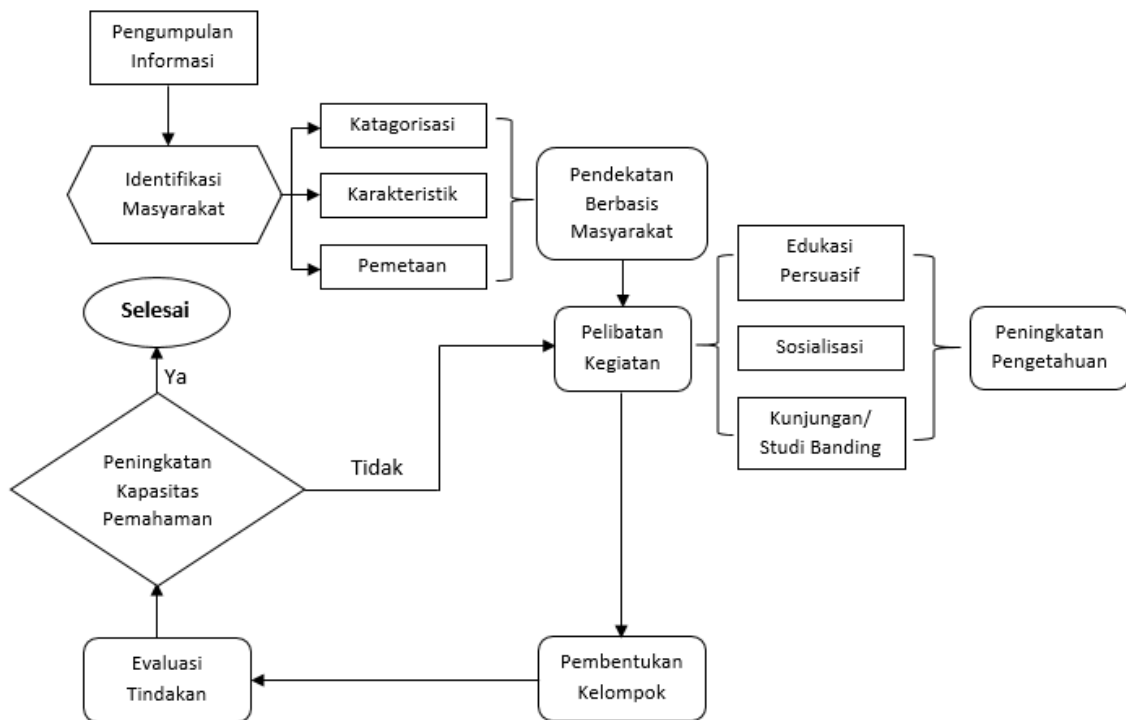 Pengumpulan
Informasi
Identifikasi
Masyarakat
Katagorisasi
Karakteristik
Pemetaan
Pendekatan
Berbasis
Masyarakat
Pelibatan
Kegiatan
Edukasi
Persuasif
Sosialisasi
Kunjungan/
Studi Banding
Peningkatan
Pengetahuan
Selesai
Ya
Peningkatan
Kapasitas
Pemahaman
Tidak
Evaluasi
Tindakan
Pembentukan
Kelompok